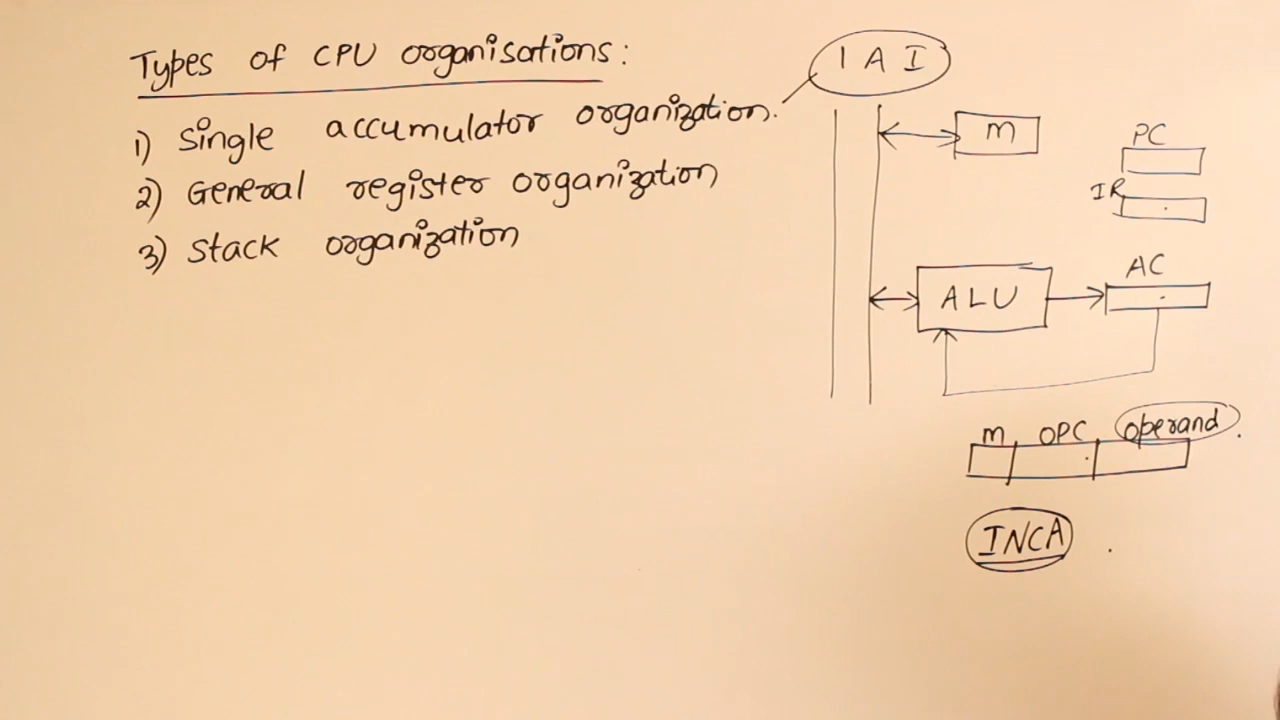 Types of CPU organisations:
1) Single accumulator organization.
2) General register organization
3) Stack organization
1 A I
m
PC
IR
AC
ALU
m OPC operand.
INCA